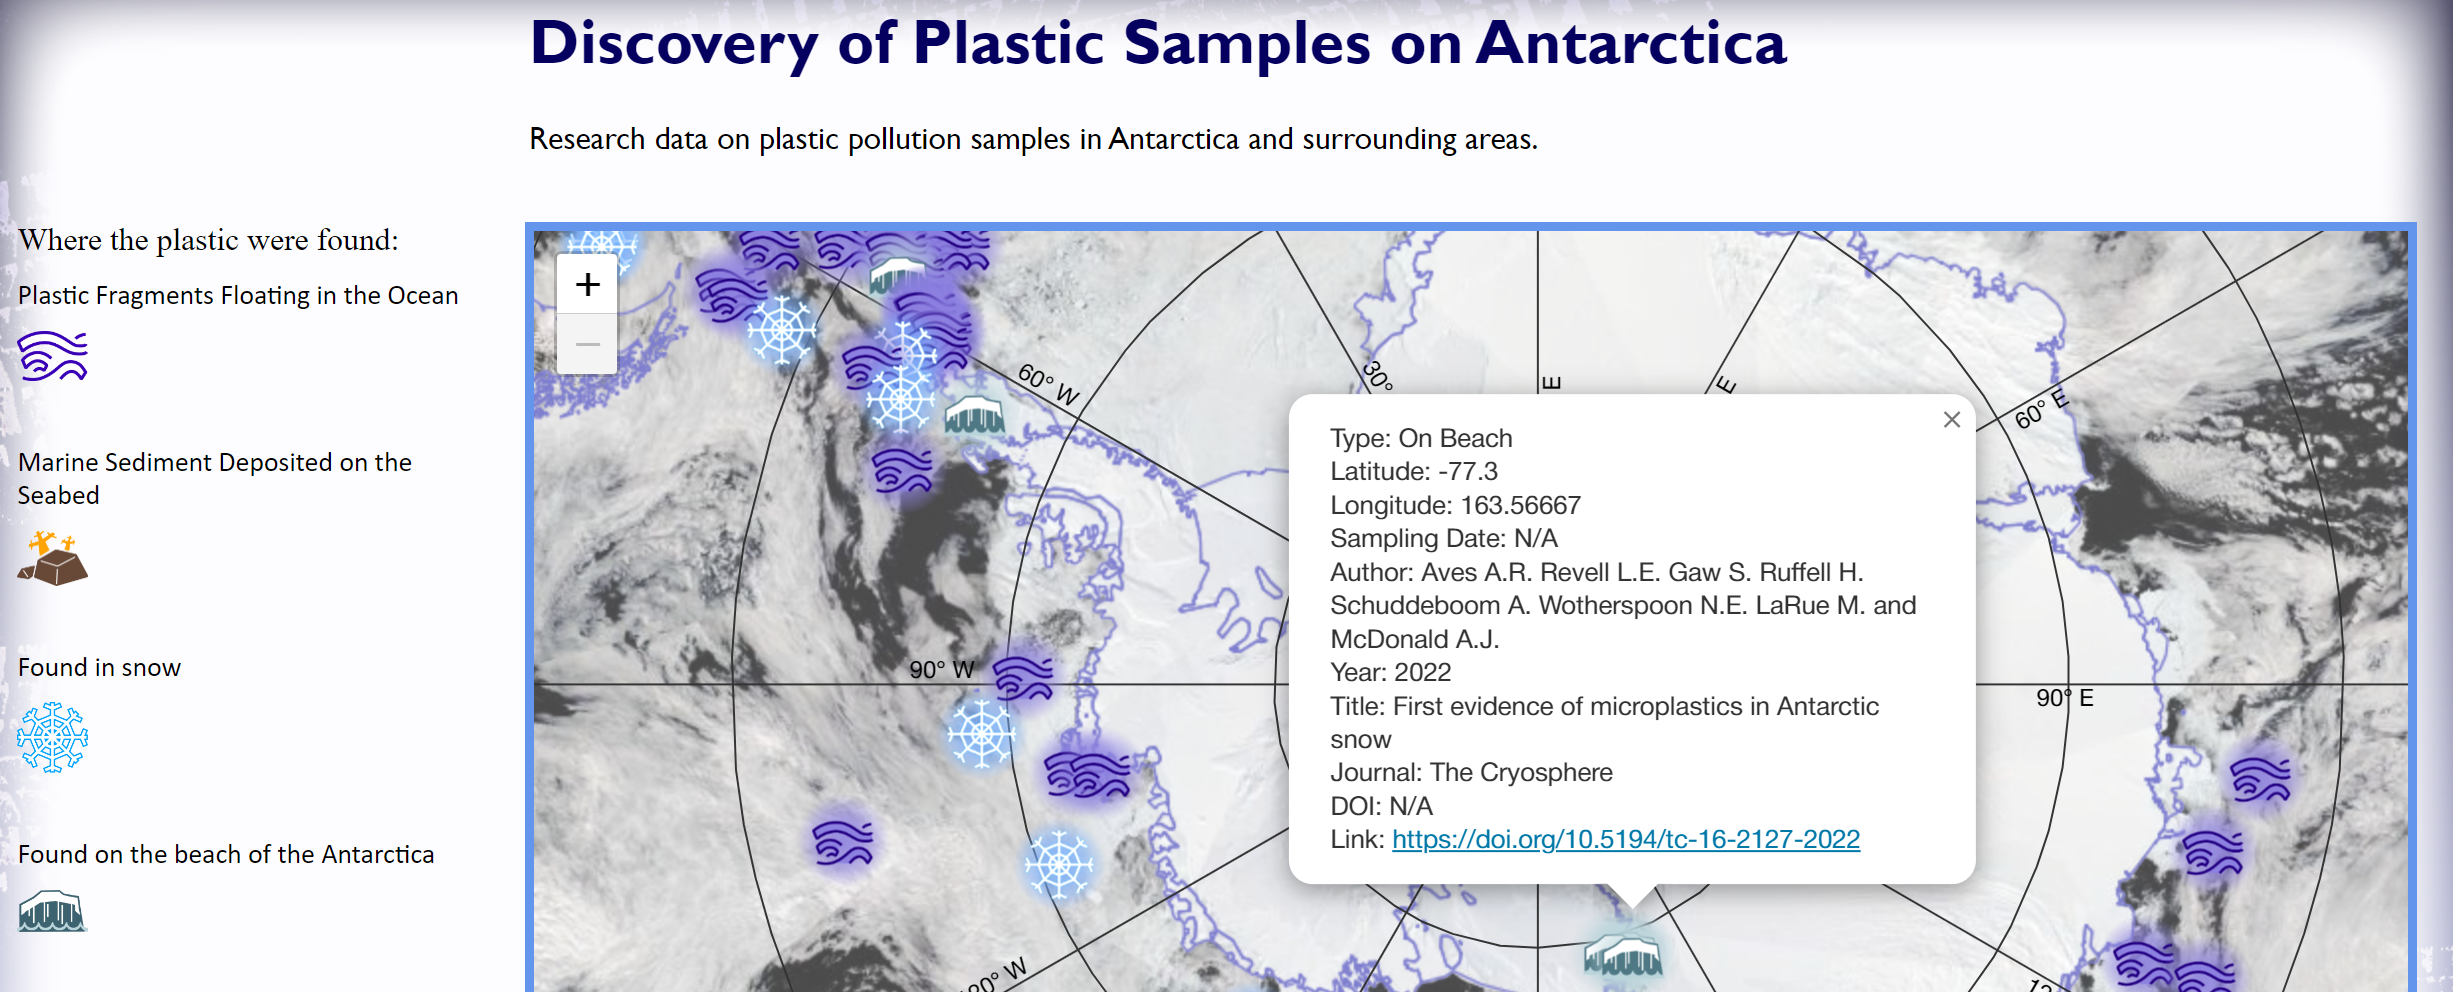 Discovery of Plastic Samples on Antarctica
Research data on plastic pollution samples in Antarctica and surrounding areas.
Where the plastic were found:
Plastic Fragments Floating in the Ocean
Marine Sediment Deposited on the
Seabed
Found in snow
Found on the beach of the Antarctica
+
−
60° W
30°
E
E
60° E
90° W
90° E
Type: On Beach
Latitude: -77.3
Longitude: 163.56667
Sampling Date: N/A
Author: Aves A.R. Revell L.E. Gaw S. Ruffell H.
Schuddeboom A. Wotherspoon N.E. LaRue M. and
McDonald A.J.
Year: 2022
Title: First evidence of microplastics in Antarctic
snow
Journal: The Cryosphere
DOI: N/A
Link: https://doi.org/10.5194/tc-16-2127-2022
×